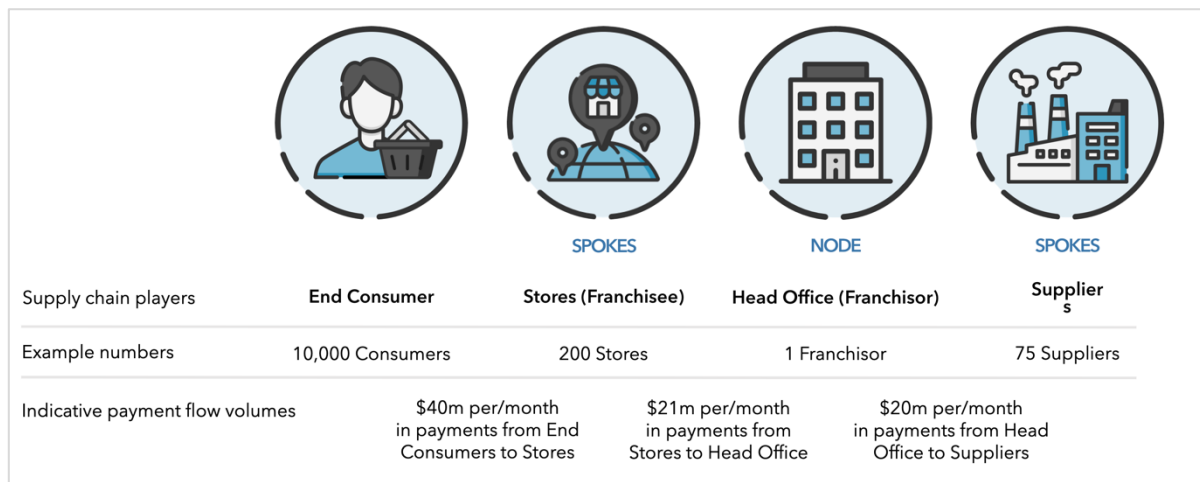 SPOKES
NODE
SPOKES
Supply chain players
End Consumer
Stores (Franchisee)
Head Office (Franchisor)
Supplier
s
Example numbers
10,000 Consumers
200 Stores
1 Franchisor
75 Suppliers
Indicative payment flow volumes
$40m per/month
in payments from End
Consumers to Stores
$21m per/month
in payments from
Stores to Head Office
$20m per/month
in payments from Head
Office to Suppliers